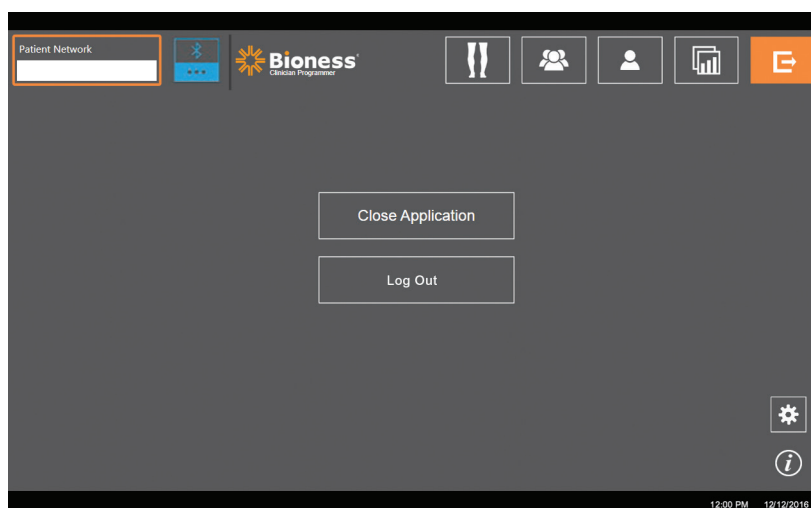 Patient Network
Bioness®
Clinician Programmer
Close Application
Log Out
i
12:00 PM 12/12/2016